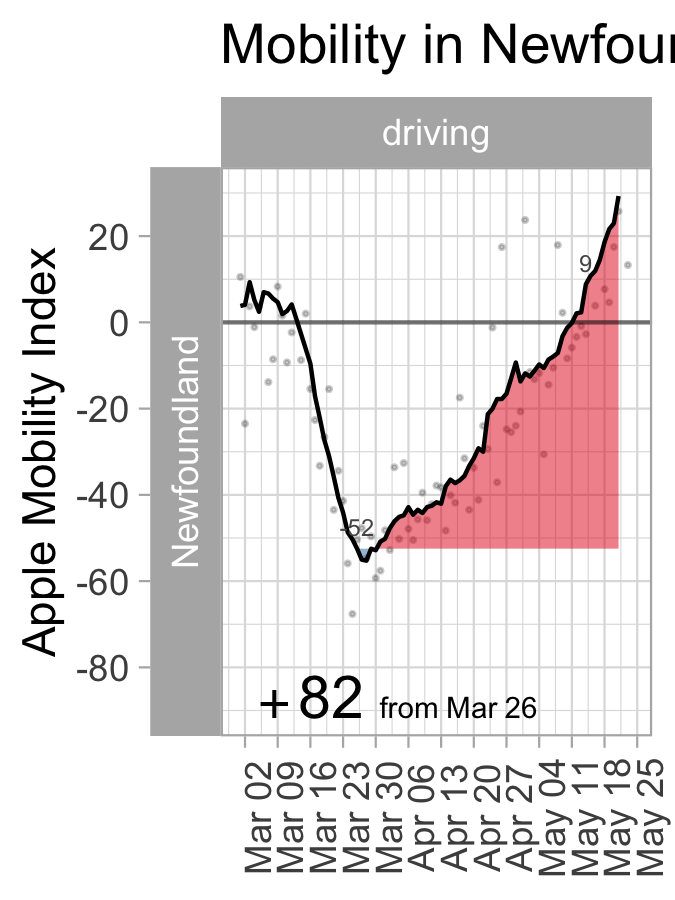 Mobility in Newfour
driving
Apple Mobility Index
Newfoundland
20
0
-20
-40
-60
-80
9
-52
+82 from Mar 26
Mar 02
Mar 09
Mar 16
Mar 23
Mar 30
Apr 06
Apr 13
Apr 20
Apr 27
May 04
May 11
May 18
May 25